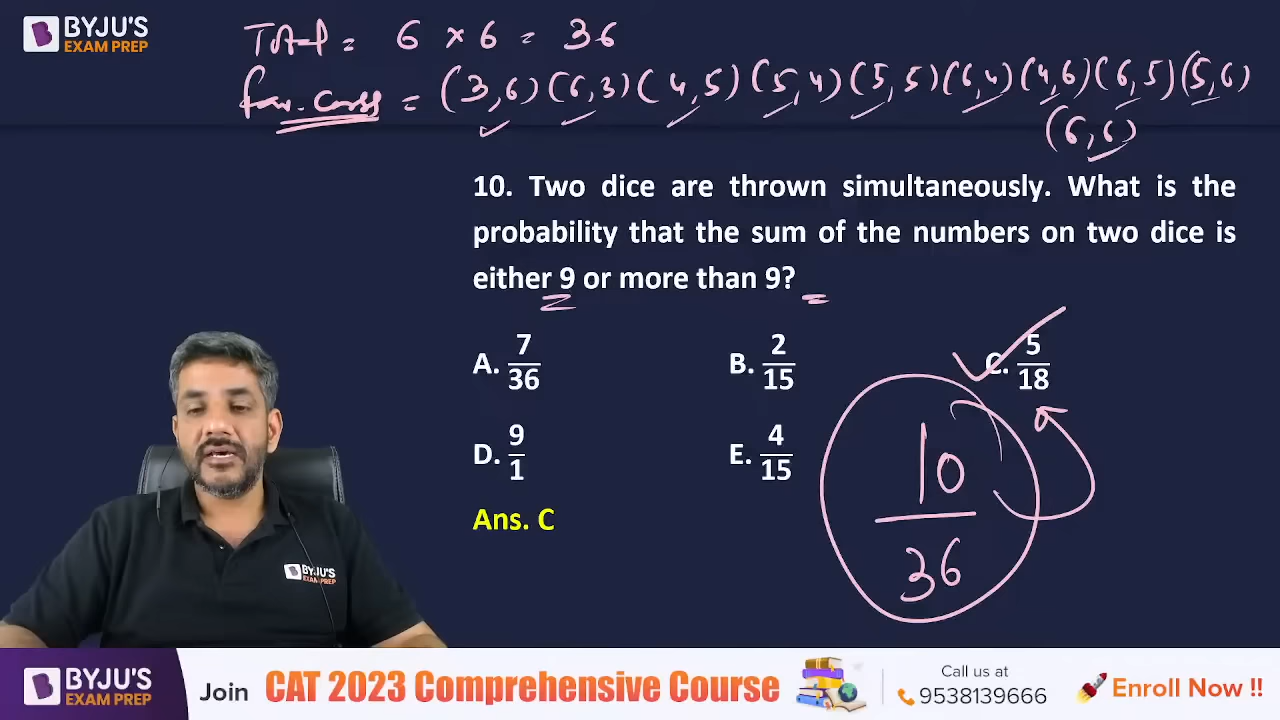 BYJU'S
EXAM PREP
Total = 6 × 6 = 36
= (3,6) (6,3) (4,5) (5,4) (5,5) (6,4) (4,6) (6,5) (5,6)
(6,6)
10. Two dice are thrown simultaneously. What is the
probability that the sum of the numbers on two dice is
either 9 or more than 9?
A. 7/36 B. 2/15 C. 5/18
D. 9/1 E. 4/15
10/36
Ans. C
BYJU'S
EXAM PREP
BYJU'S
EXAM PREP
Join CAT 2023 Comprehensive Course
Call us at
9538139666
Enroll Now !!